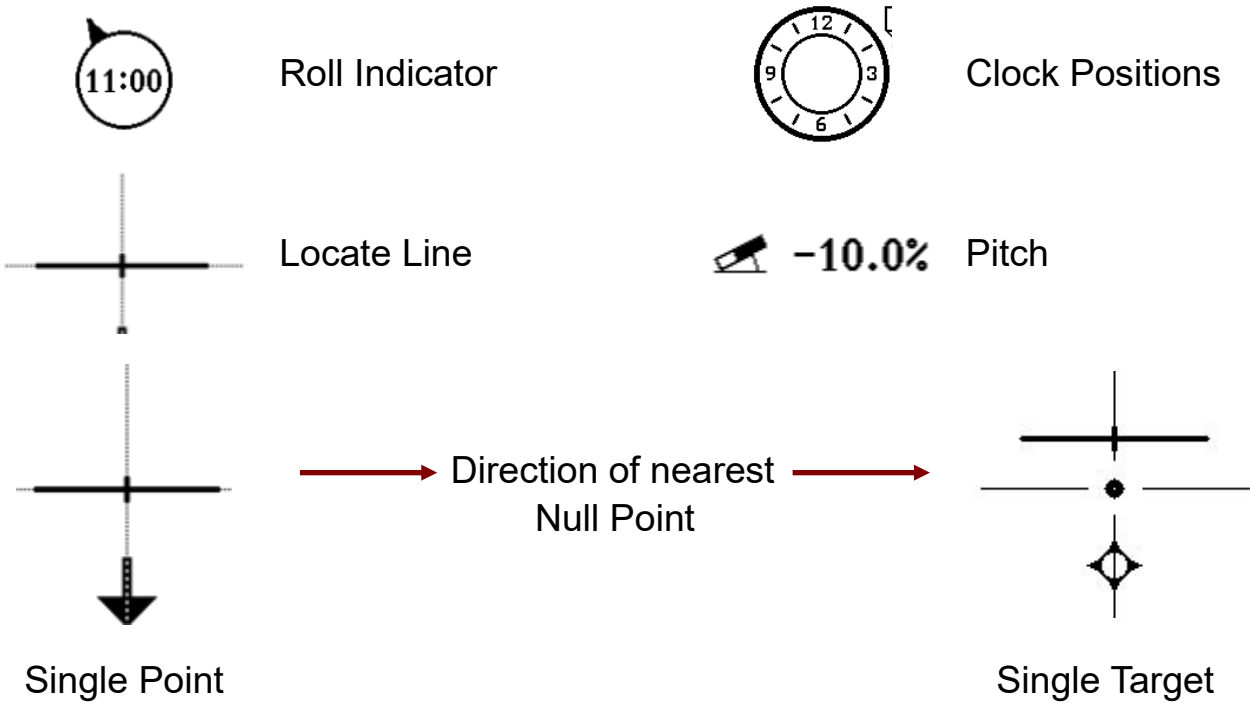 11:00
Roll Indicator
12
9 3
6
Clock Positions
Locate Line
-10.0%
Pitch
Direction of nearest
Null Point
Single Point
Single Target